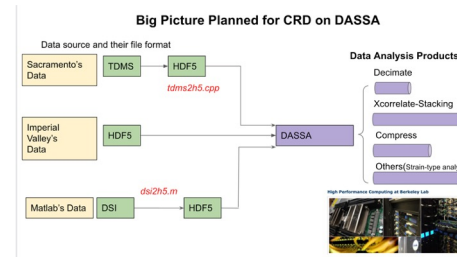 Big Picture Planned for CRD on DASSA
Data source and their file format
Data Analysis Products
Sacramento's
Data
TDMS
HDF5
tdms2h5.cpp
Decimate
Xcorrelate-Stacking
Imperial
Valley's
Data
HDF5
DASSA
Compress
Others(Strain-type analy
dsi2h5.m
Matlab's Data
DSI
HDF5
High Performance Computing at Berkeley Lab